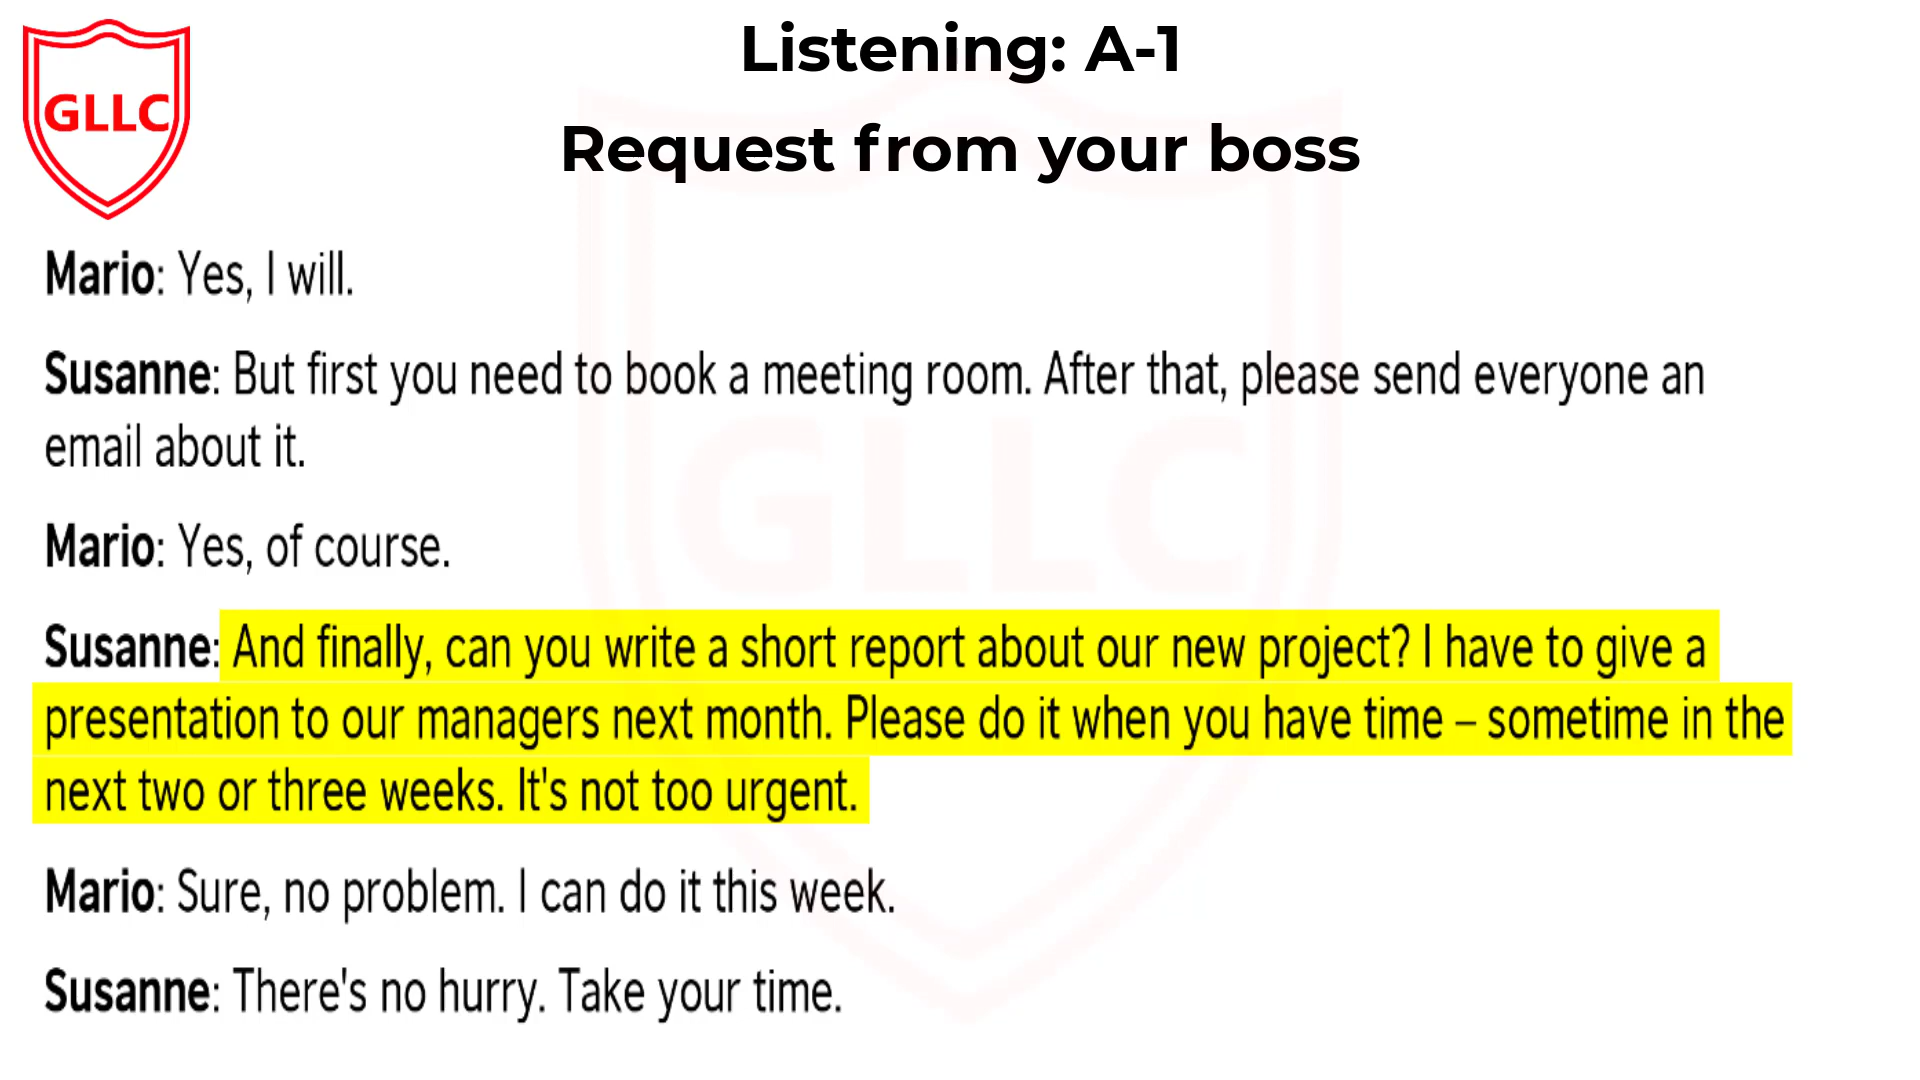 GLLC
Listening: A-1
Request from your boss
Mario: Yes, I will.
Susanne: But first you need to book a meeting room. After that, please send everyone an
email about it.
Mario: Yes, of course.
Susanne: And finally, can you write a short report about our new project? I have to give a
presentation to our managers next month. Please do it when you have time – sometime in the
next two or three weeks. It's not too urgent.
Mario: Sure, no problem. I can do it this week.
Susanne: There's no hurry. Take your time.
GLLC